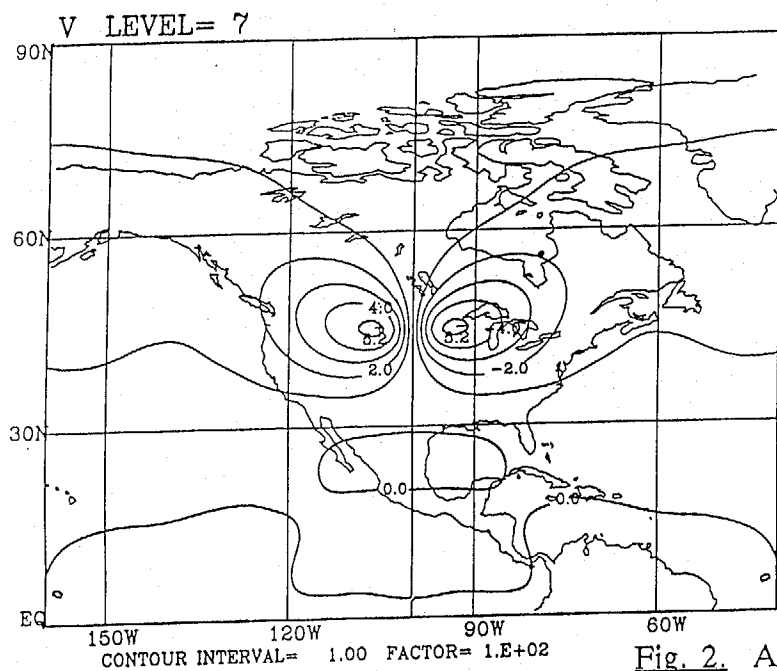 V LEVEL= 7
90N
60N
4.0
5.2
5.2
-4.0
2.0
-2.0
30N
0.0
0.0
EQ
150W 120W 90W 60W
CONTOUR INTERVAL= 1.00 FACTOR= 1.E+02
Fig. 2. A